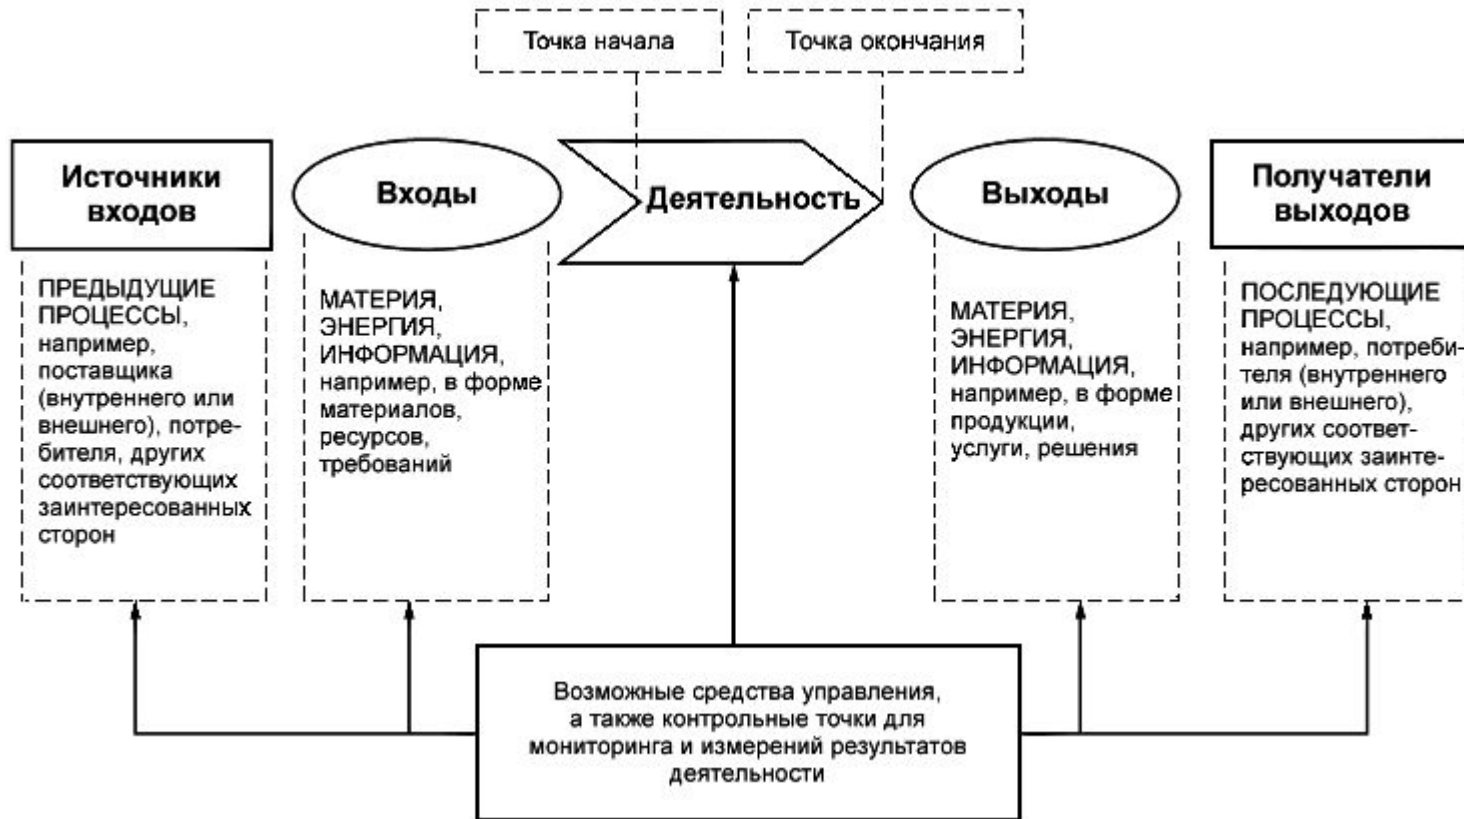 Точка начала
Точка окончания
Источники
входов
Входы
Деятельность
Выходы
Получатели
выходов
ПРЕДЫДУЩИЕ
ПРОЦЕССЫ,
например,
поставщика
(внутреннего или
внешнего), потре-
бителя, других
соответствующих
заинтересованных
сторон
МАТЕРИЯ,
ЭНЕРГИЯ,
ИНФОРМАЦИЯ,
например, в форме
материалов,
ресурсов,
требований
МАТЕРИЯ,
ЭНЕРГИЯ,
ИНФОРМАЦИЯ,
например, в форме
продукции,
услуги, решения
ПОСЛЕДУЮЩИЕ
ПРОЦЕССЫ,
например, потреби-
теля (внутреннего
или внешнего),
других соответ-
ствующих заинте-
ресованных сторон
Возможные средства управления,
а также контрольные точки для
мониторинга и измерений результатов
деятельности